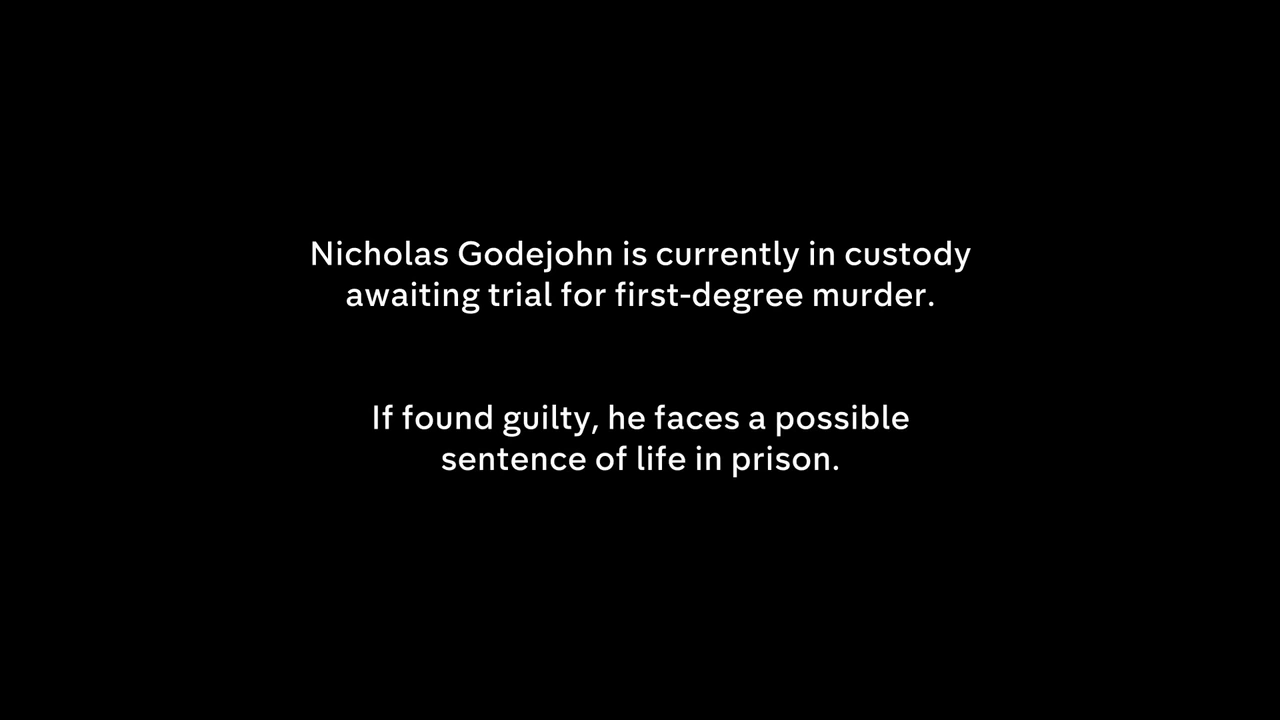 Nicholas Godejohn is currently in custody
awaiting trial for first-degree murder.
If found guilty, he faces a possible
sentence of life in prison.